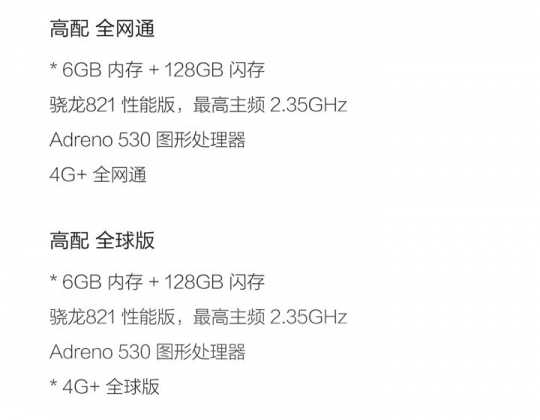 高配 全网通
* 6GB 内存 + 128GB 闪存
骁龙821 性能版，最高主频 2.35GHz
Adreno 530 图形处理器
4G+ 全网通
高配 全球版
* 6GB 内存 + 128GB 闪存
骁龙821 性能版，最高主频 2.35GHz
Adreno 530 图形处理器
* 4G+ 全球版